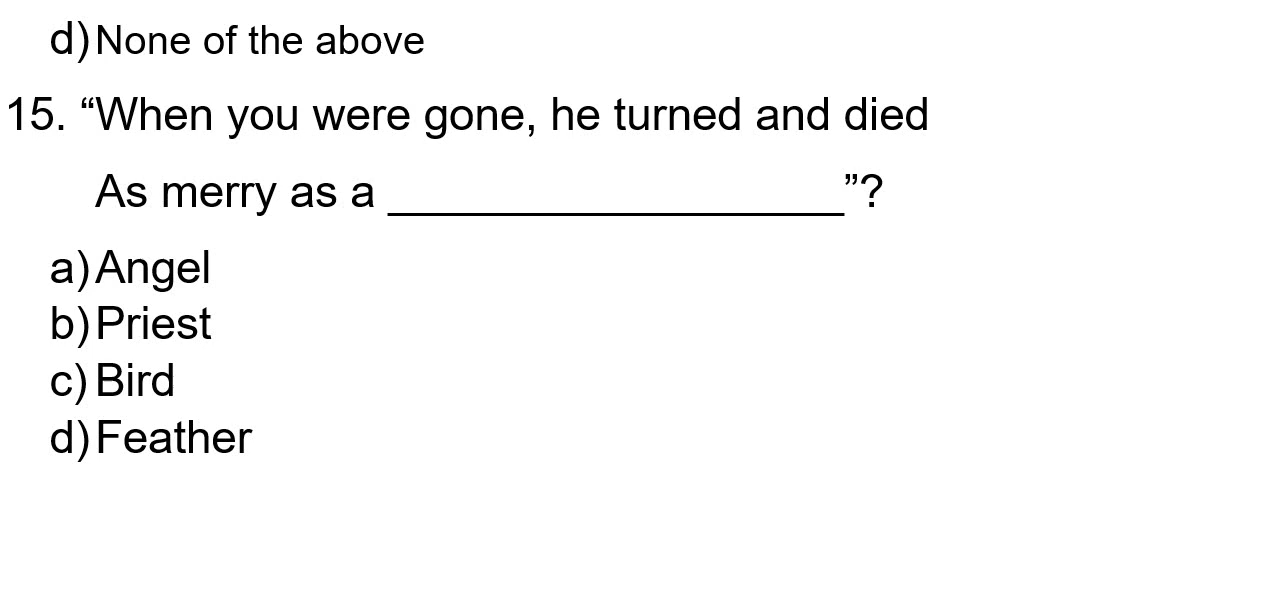 d) None of the above
15. “When you were gone, he turned and died
As merry as a ___________________”?
a) Angel
b) Priest
c) Bird
d) Feather